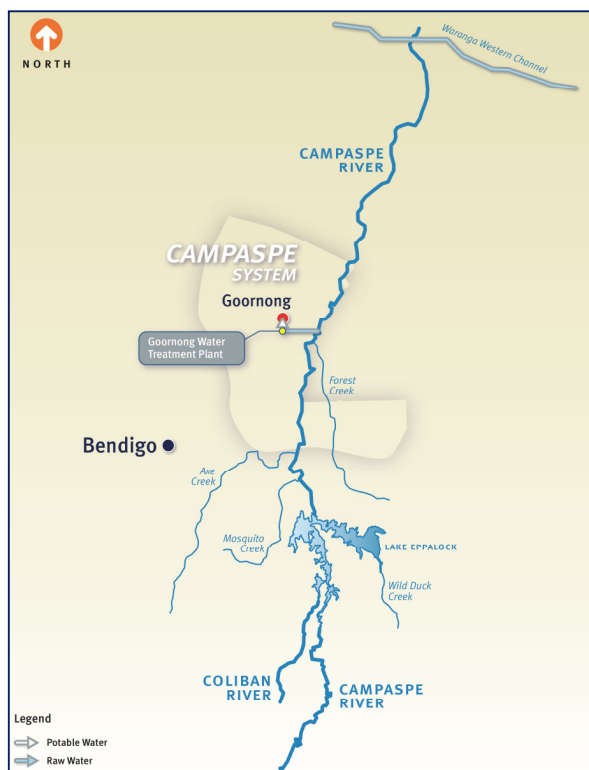 NORTH
Waranga Western Channel
CAMPASPE
RIVER
CAMPASPE
SYSTEM
Goornong
Goornong Water
Treatment Plant
Forest
Creek
Bendigo
Axe
Creek
Mosquito
Creek
LAKE EPPALOCK
Wild Duck
Creek
COLIBAN
RIVER
CAMPASPE
RIVER
Legend
Potable Water
Raw Water